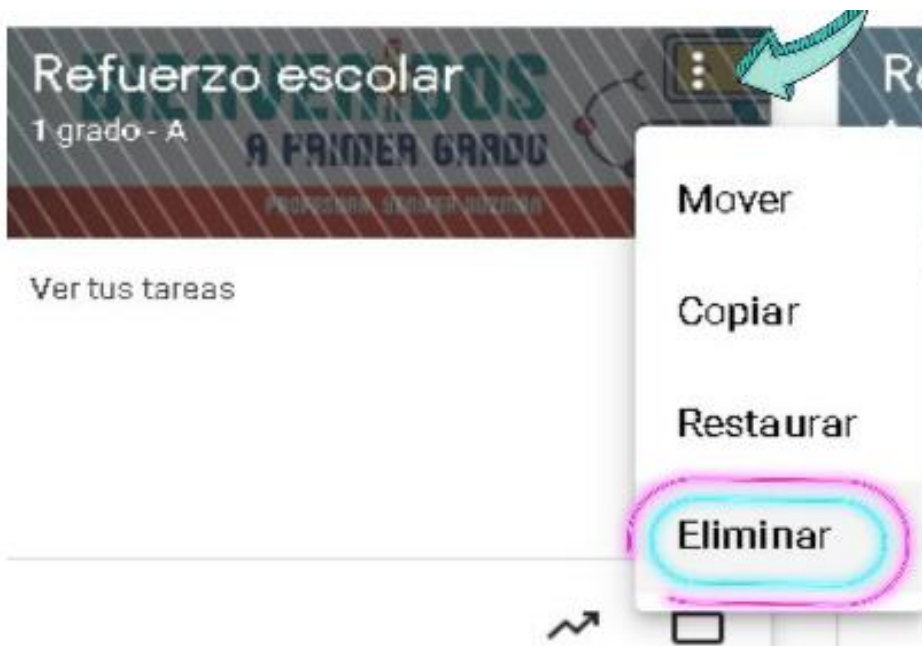 Refuerzo escolar
1 grado - A
BIENVENIDOS
A PRIMER GRADO
Ver tus tareas
Mover
Copiar
Restaurar
Eliminar